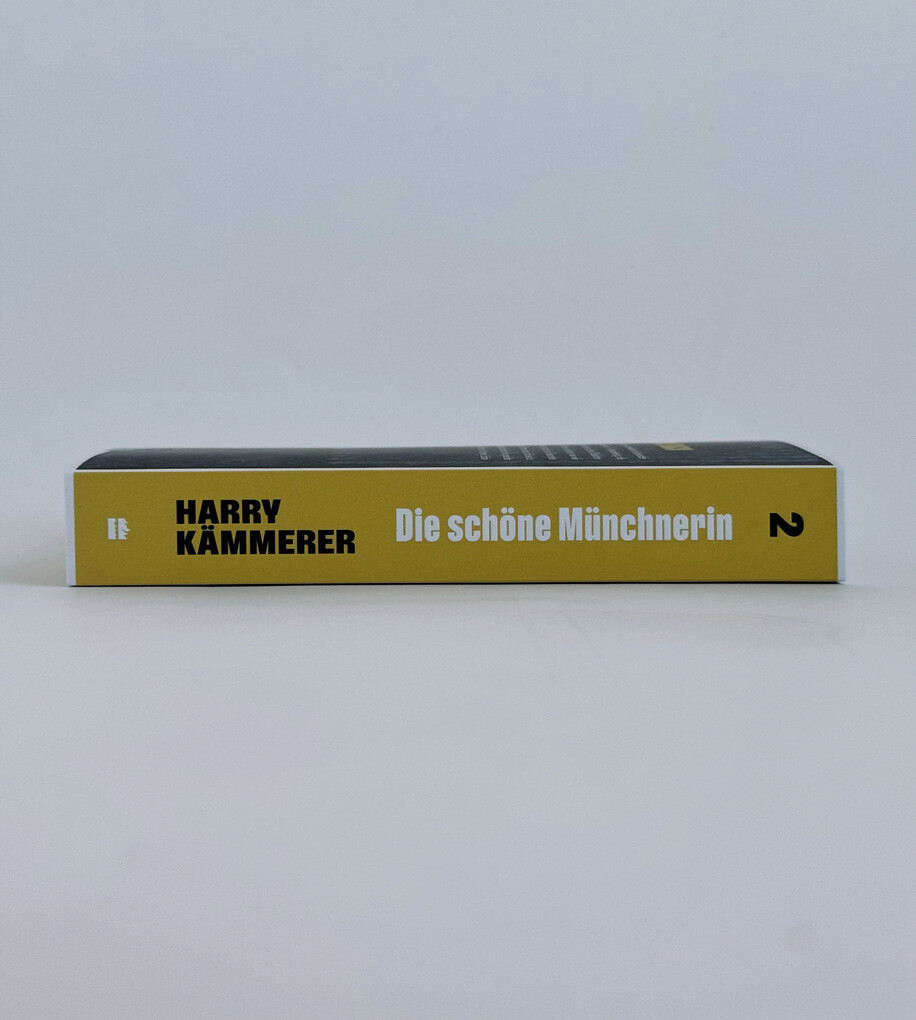 HARRY
KÄMMERER
Die schöne Münchnerin
2